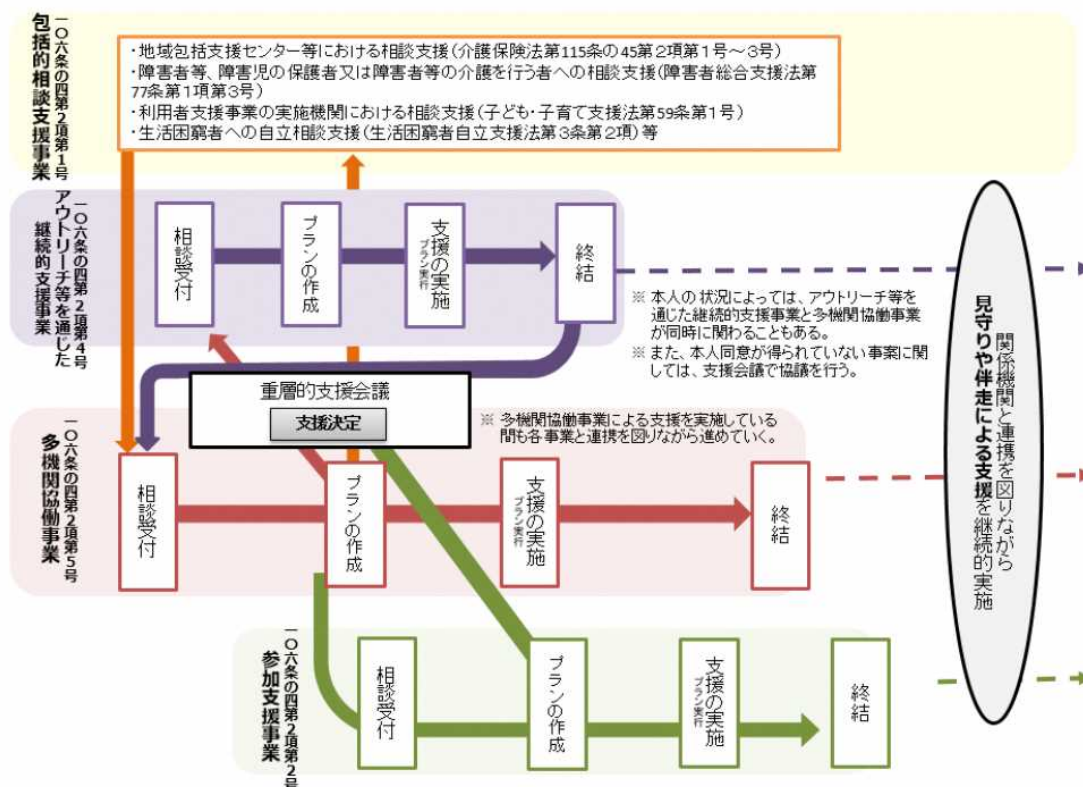 一〇六条の四第2項第1号
包括的相談支援事業
・地域包括支援センター等における相談支援(介護保険法第115条の45第2項第1号～3号)
・障害者等、障害児の保護者又は障害者等の介護を行う者への相談支援(障害者総合支援法第
77条第1項第3号)
・利用者支援事業の実施機関における相談支援(子ども・子育て支援法第59条第1号)
・生活困窮者への自立相談支援(生活困窮者自立支援法第3条第2項)等
一〇六条の四第2項第4号
アウトリーチ等を通じた
継続的支援事業
相談受付
プランの作成
支援の実施
プラン実行
終結
※ 本人の状況によっては、アウトリーチ等を
通じた継続的支援事業と多機関協働事業
が同時に関わることもある。
※ また、本人同意が得られていない事案に関
しては、支援会議で協議を行う。
重層的支援会議
支援決定
※ 多機関協働事業による支援を実施している
間も各事業と連携を図りながら進めていく。
一〇六条の四第2項第5号
多機関協働事業
相談受付
プランの作成
支援の実施
プラン実行
終結
一〇六条の四第2項第2号
参加支援事業
相談受付
プランの作成
支援の実施
プラン実行
終結
関係機関と連携を図りながら
見守りや伴走による支援を継続的実施